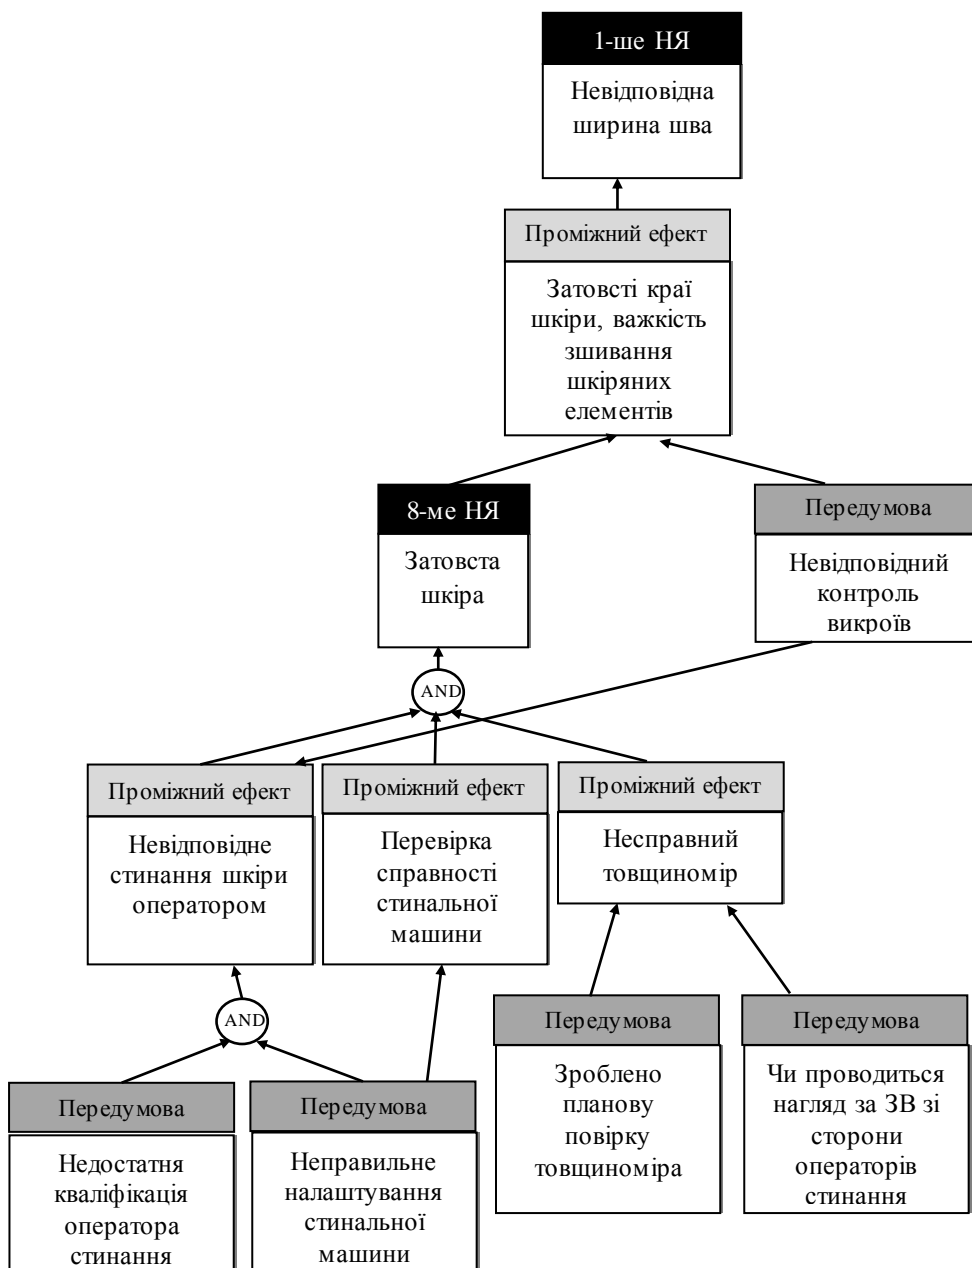 1-ше НЯ
Невідповідна
ширина шва
Проміжний ефект
Затовсті краї
шкіри, важкість
зшивання
шкіряних
елементів
8-ме НЯ
Затовста
шкіра
Передумова
Невідповідний
контроль
викроїв
AND
Проміжний ефект
Невідповідне
стинання шкіри
оператором
Проміжний ефект
Перевірка
справності
стинальної
машини
Проміжний ефект
Несправний
товщиномір
AND
Передумова
Зроблено
планову
повірку
товщиноміра
Передумова
Чи проводиться
нагляд за ЗВ зі
сторони
операторів
стинання
Передумова
Недостатня
кваліфікація
оператора
стинання
Передумова
Неправильне
налаштування
стинальної
машини